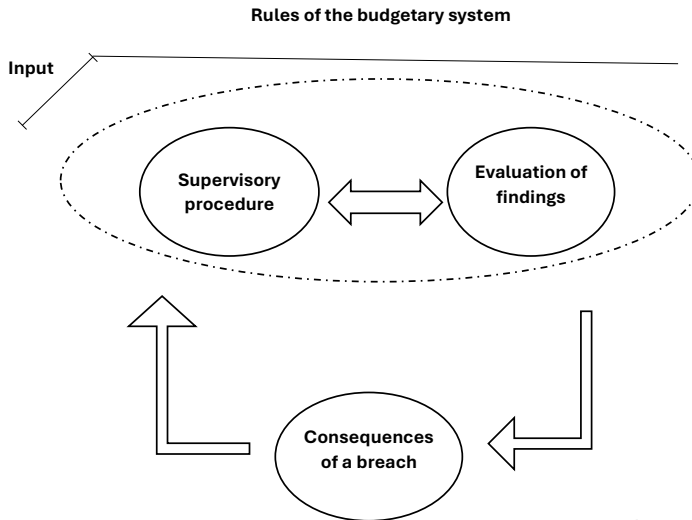 Rules of the budgetary system
Input
Supervisory
procedure
Evaluation of
findings
Consequences
of a breach